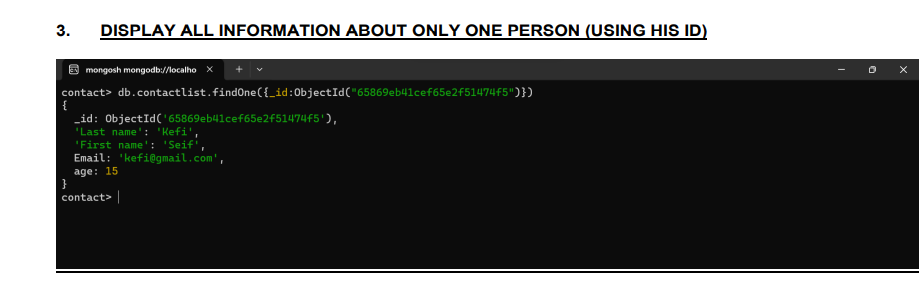 3. DISPLAY ALL INFORMATION ABOUT ONLY ONE PERSON (USING HIS ID)
mongosh mongodb://localho
contact> db.contactlist.findOne({_id:ObjectId("65869eb41cef65e2f51474f5")})
{
_id: ObjectId('65869eb41cef65e2f51474f5'),
'Last name': 'Kefi',
'First name': 'Seif',
Email: 'kefi@gmail.com',
age: 15
}
contact>